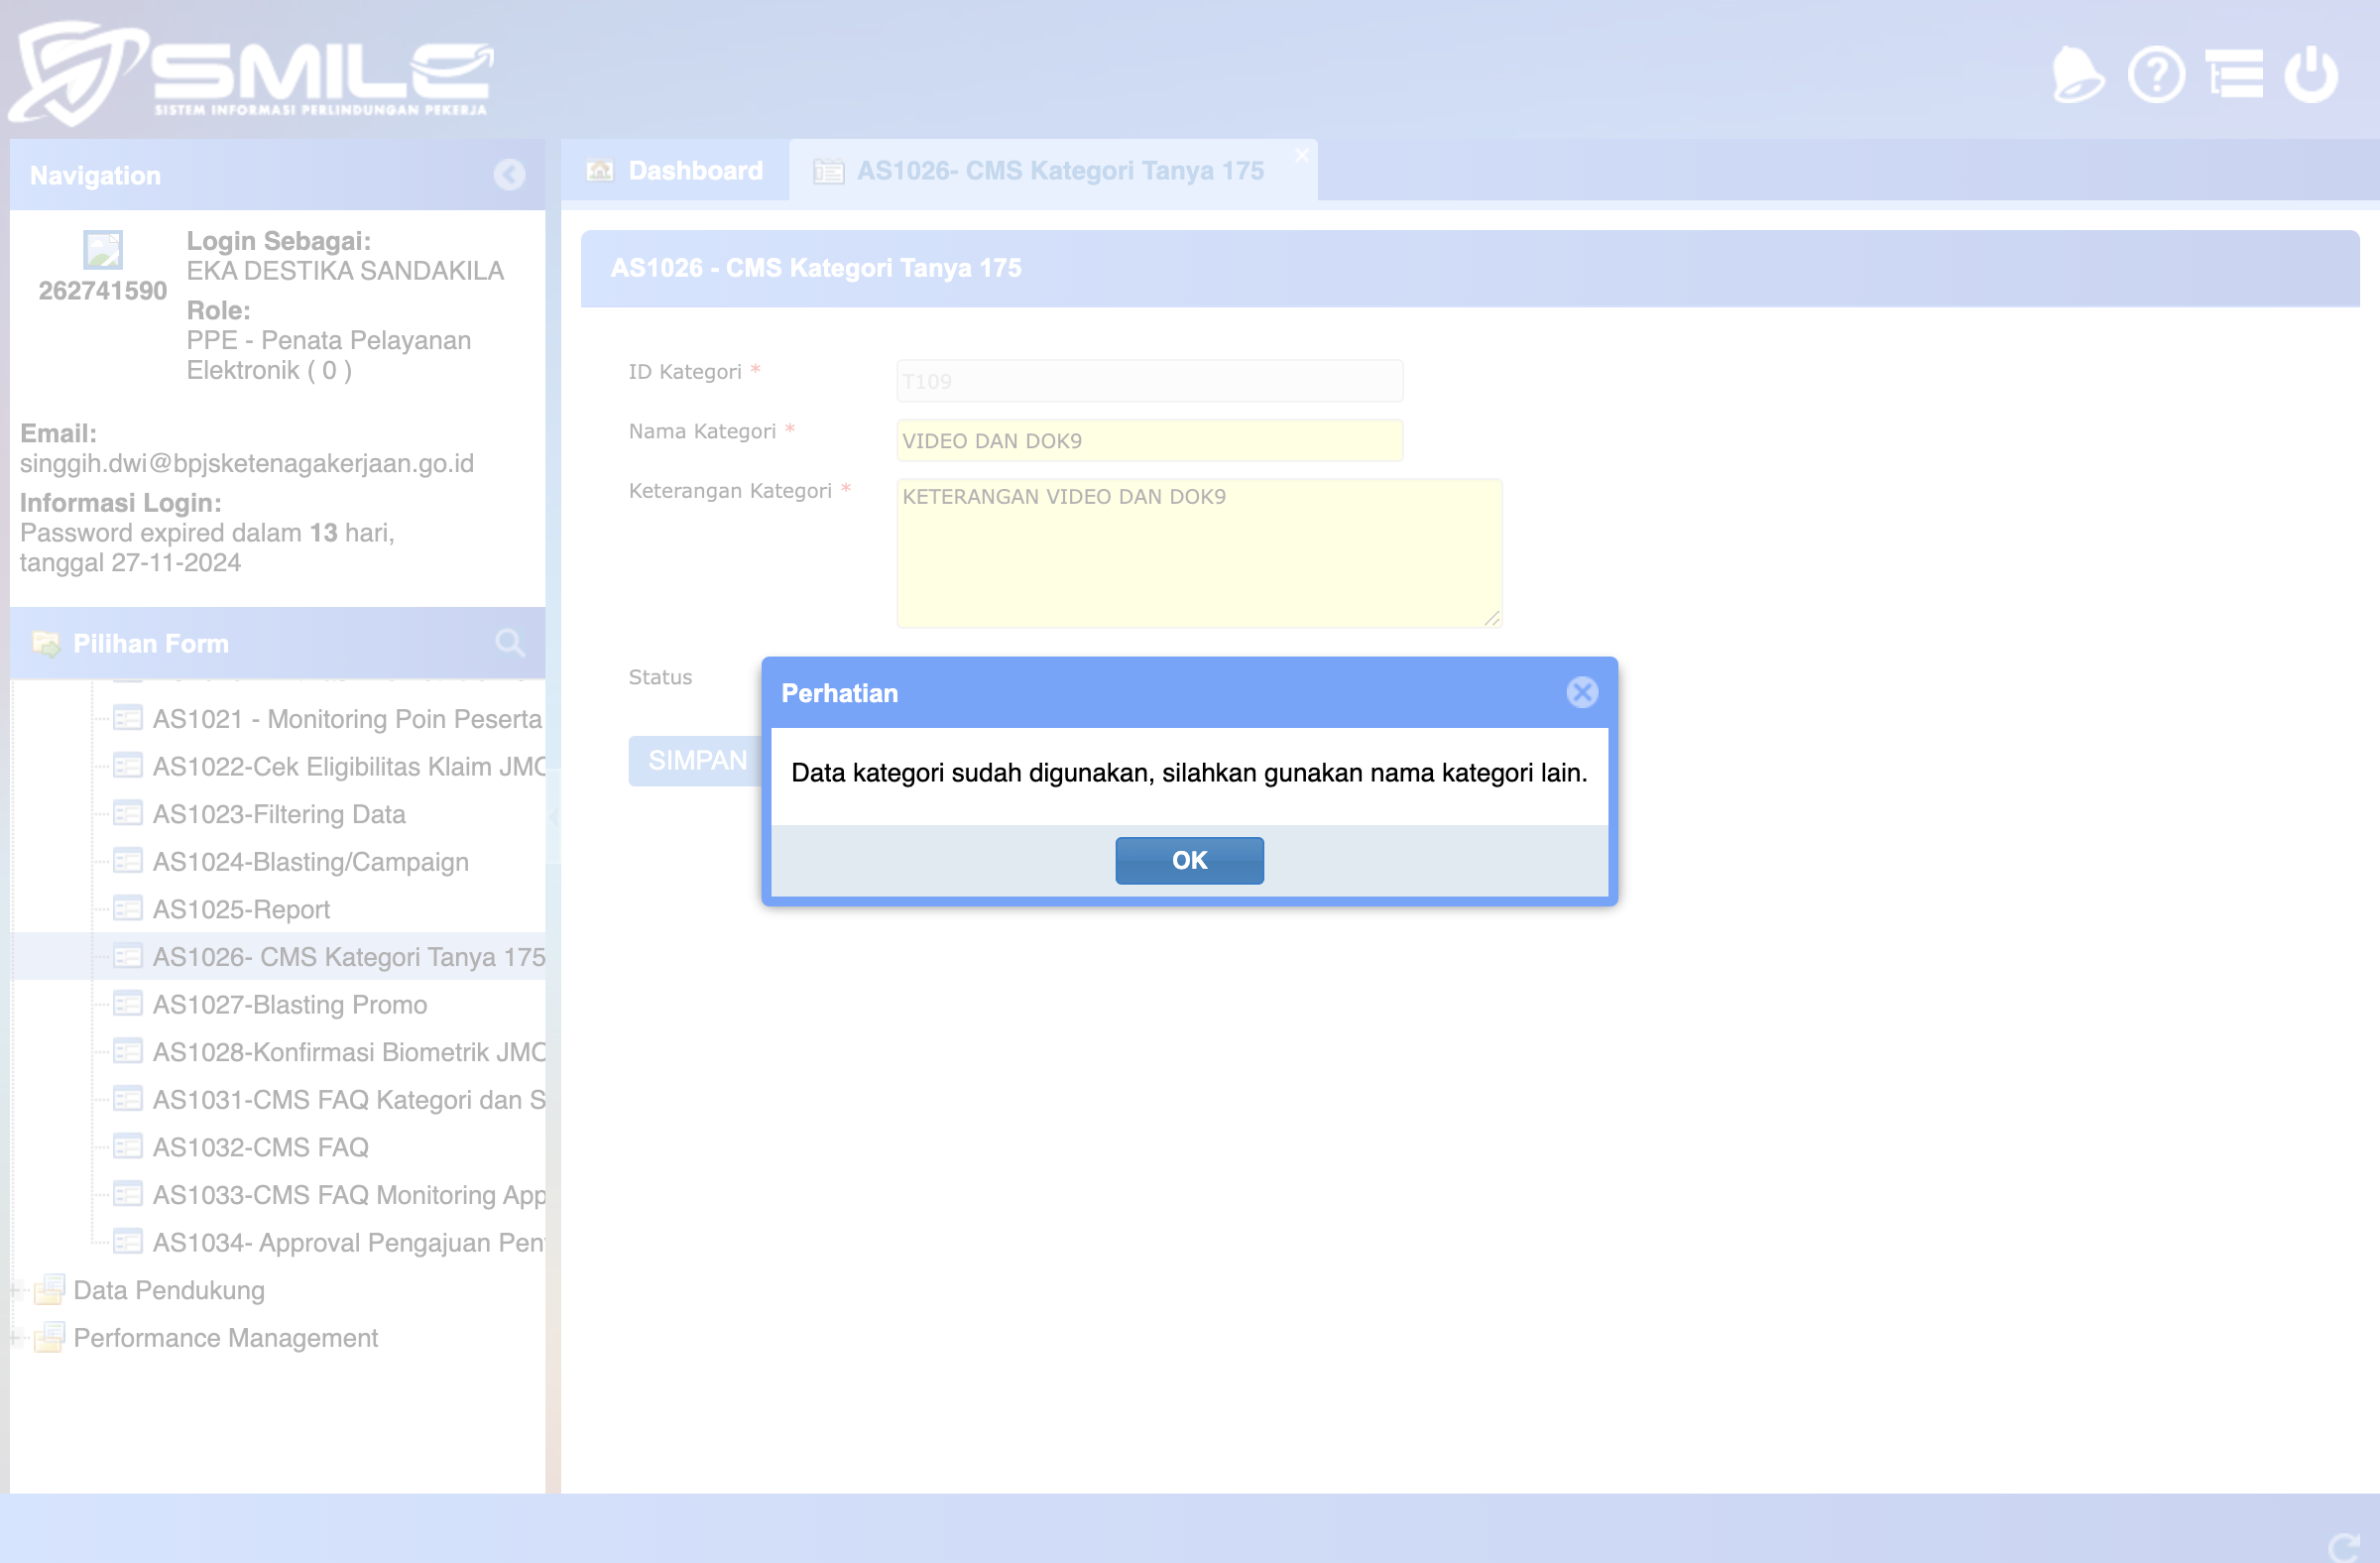 SMILE
SISTEM INFORMASI PERLINDUNGAN PEKERJA
Navigation
262741590
Login Sebagai:
EKA DESTIKA SANDAKILA
Role:
PPE - Penata Pelayanan
Elektronik ( 0 )
Email:
singgih.dwi@bpjsketenagakerjaan.go.id
Informasi Login:
Password expired dalam 13 hari,
tanggal 27-11-2024
Pilihan Form
AS1021 - Monitoring Poin Peserta
AS1022-Cek Eligibilitas Klaim JMO
AS1023-Filtering Data
AS1024-Blasting/Campaign
AS1025-Report
AS1026- CMS Kategori Tanya 175
AS1027-Blasting Promo
AS1028-Konfirmasi Biometrik JMO
AS1031-CMS FAQ Kategori dan S
AS1032-CMS FAQ
AS1033-CMS FAQ Monitoring App
AS1034- Approval Pengajuan
Data Pendukung
Performance Management
Dashboard
AS1026- CMS Kategori Tanya 175
AS1026 - CMS Kategori Tanya 175
ID Kategori *
T109
Nama Kategori *
VIDEO DAN DOK9
Keterangan Kategori *
KETERANGAN VIDEO DAN DOK9
Status
SIMPAN
Perhatian
Data kategori sudah digunakan, silahkan gunakan nama kategori lain.
OK